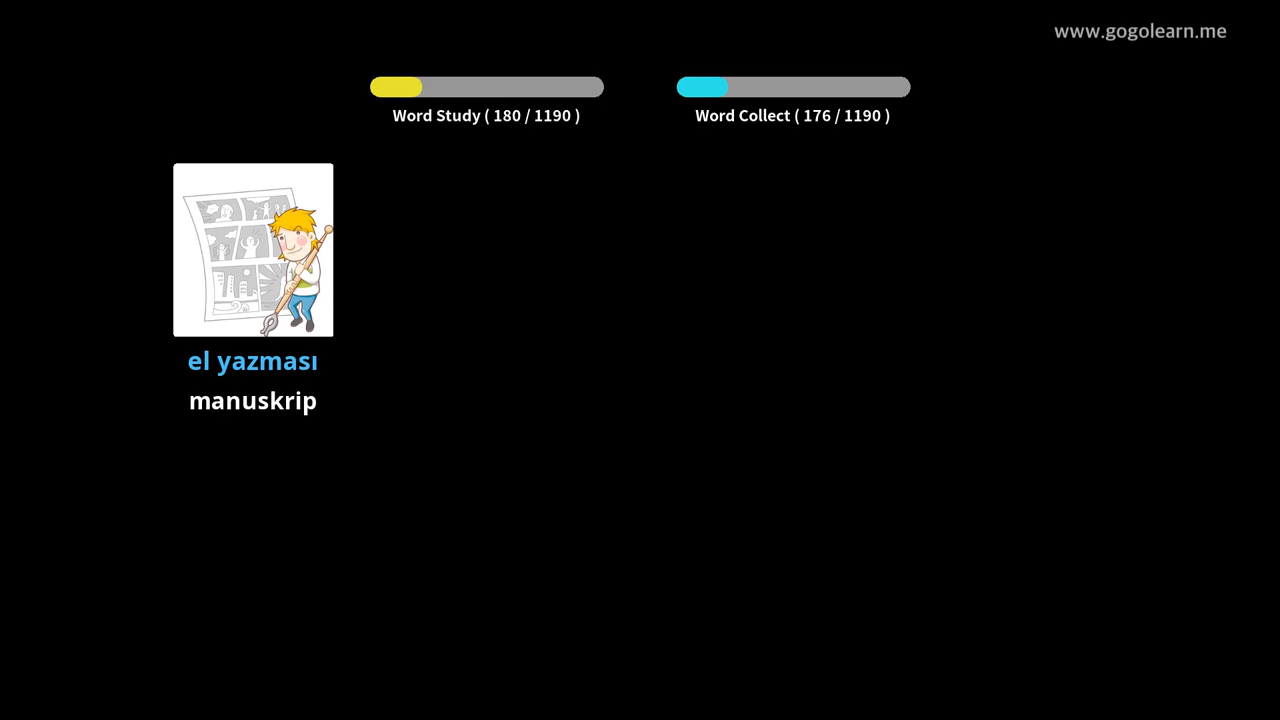 www.gogolearn.me
Word Study ( 180 / 1190 )
Word Collect ( 176 / 1190 )
el yazması
manuskrip